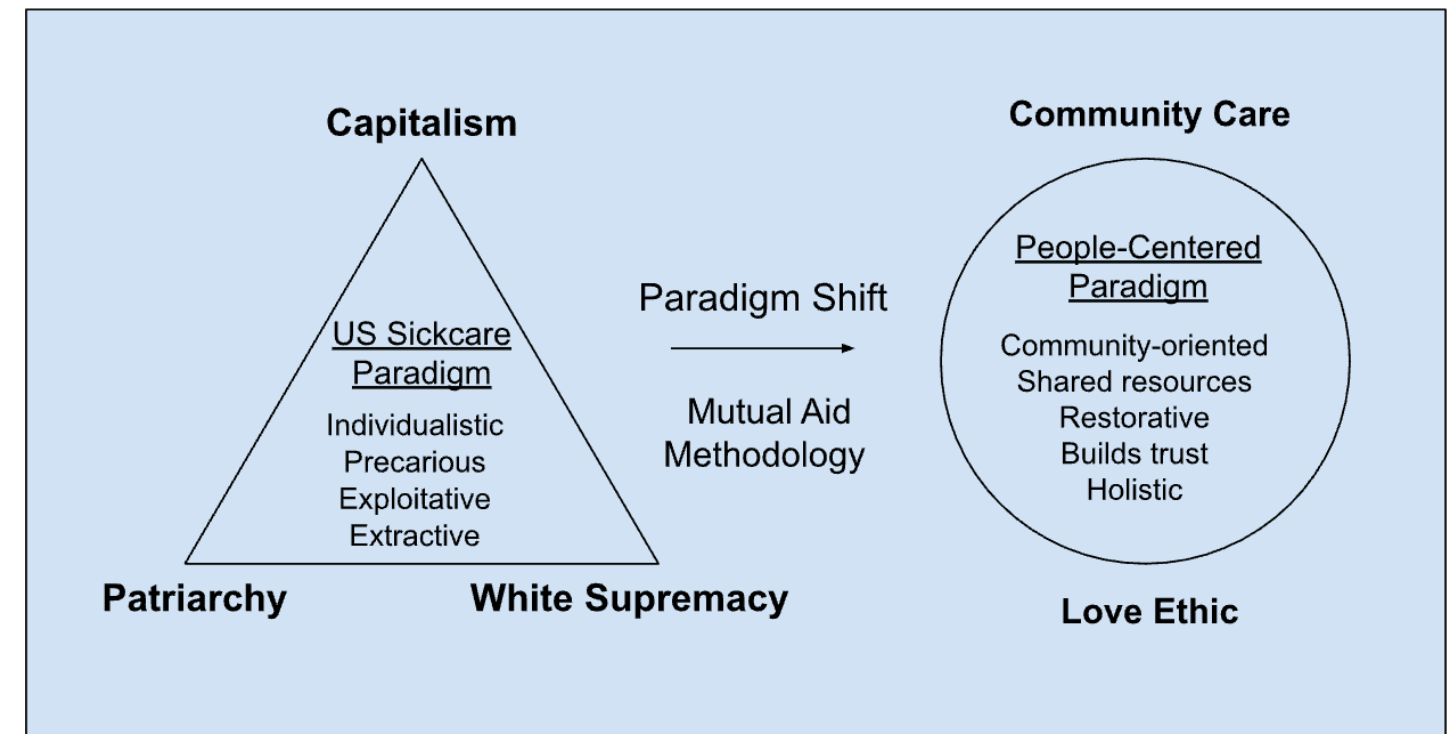 Capitalism
US Sickcare
Paradigm
Individualistic
Precarious
Exploitative
Extractive
Patriarchy
White Supremacy
Paradigm Shift
Mutual Aid
Methodology
Community Care
People-Centered
Paradigm
Community-oriented
Shared resources
Restorative
Builds trust
Holistic
Love Ethic